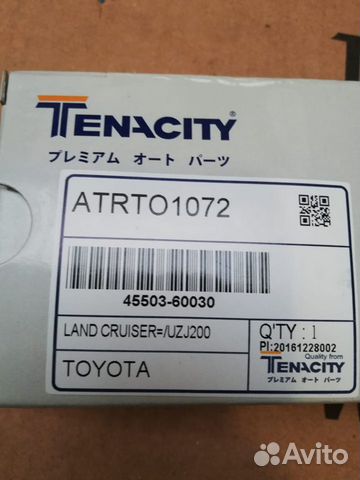 TENACITY®
プレミアム オート パーツ
ATRTO1072
45503-60030
LAND CRUISER=/UZJ200
TOYOTA
Q'TY : 1
PI:20161228002
Quality from
TENACITY
プレミアム オート パーツ
Avito